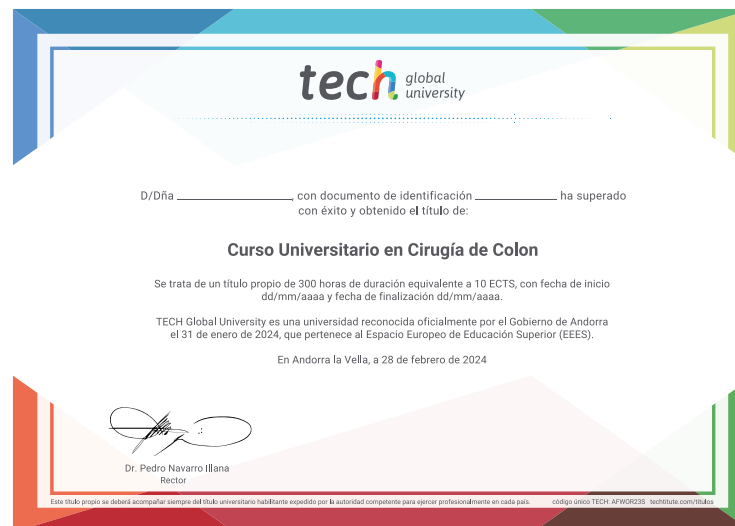 tech global university
D/Dña ____________________, con documento de identificación ______________ ha superado
con éxito y obtenido el título de:
Curso Universitario en Cirugía de Colon
Se trata de un título propio de 300 horas de duración equivalente a 10 ECTS, con fecha de inicio
dd/mm/aaaa y fecha de finalización dd/mm/aaaa.
TECH Global University es una universidad reconocida oficialmente por el Gobierno de Andorra
el 31 de enero de 2024, que pertenece al Espacio Europeo de Educación Superior (EEES).
En Andorra la Vella, a 28 de febrero de 2024
Dr. Pedro Navarro Illana
Rector
Este título propio se deberá acompañar siempre del título universitario habilitante expedido por la autoridad competente para ejercer profesionalmente en cada país. código único TECH: AFWOR23S techtitute.com/titulos